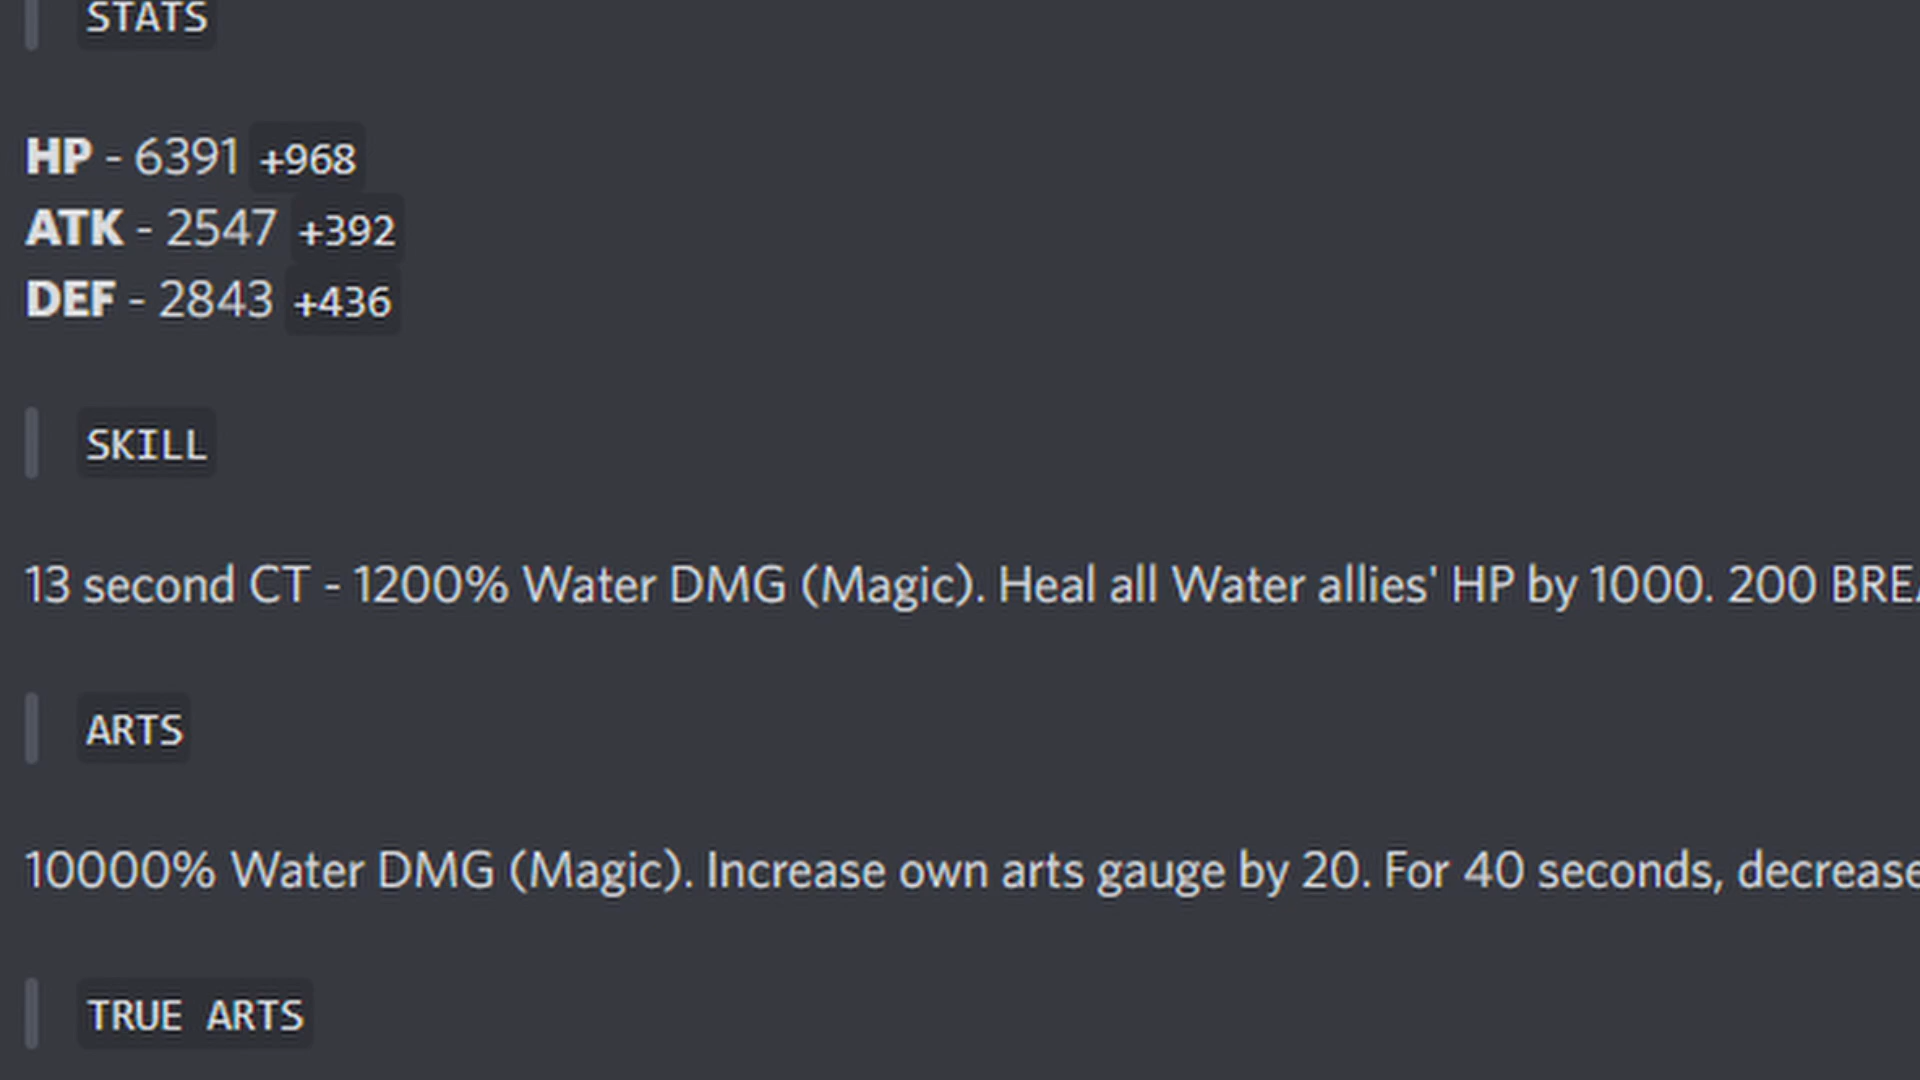 STATS
HP - 6391 +968
ATK - 2547 +392
DEF - 2843 +436
SKILL
13 second CT - 1200% Water DMG (Magic). Heal all Water allies' HP by 1000. 200
ARTS
10000% Water DMG (Magic). Increase own arts gauge by 20. For 40 seconds, decrease
TRUE ARTS